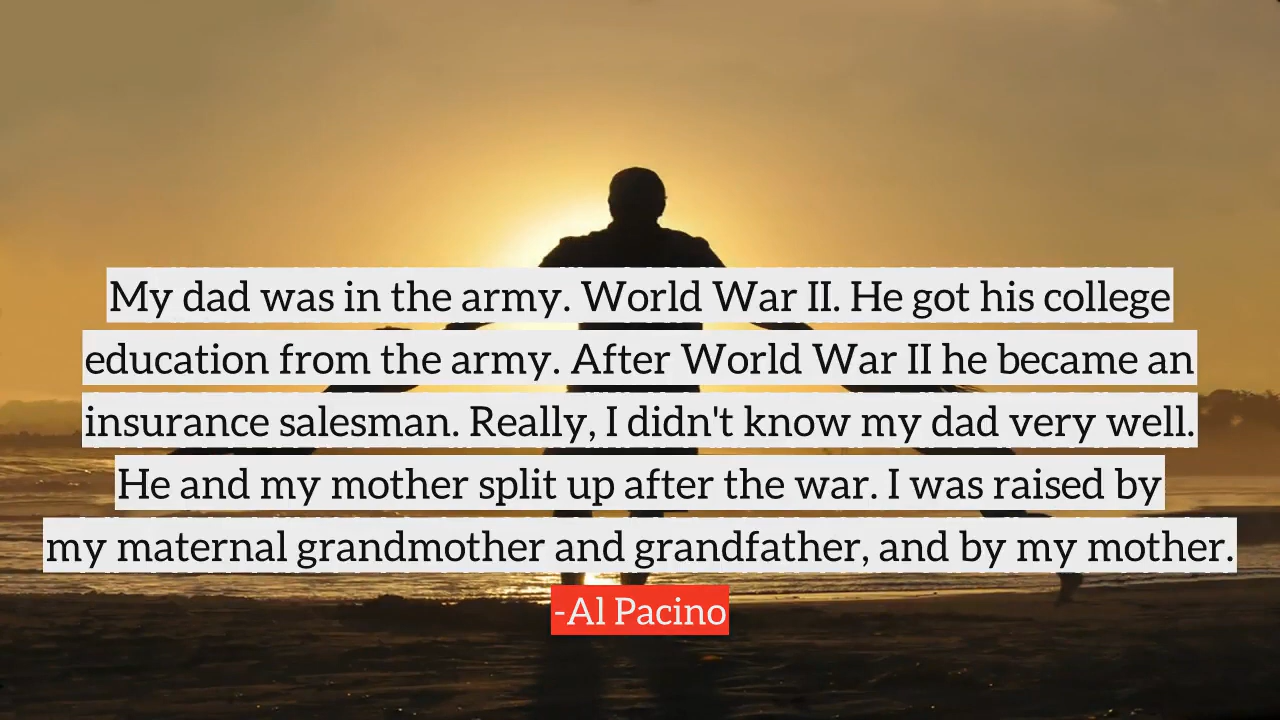 My dad was in the army. World War II. He got his college
education from the army. After World War II he became an
insurance salesman. Really, I didn't know my dad very well.
He and my mother split up after the war. I was raised by
my maternal grandmother and grandfather, and by my mother.
-Al Pacino